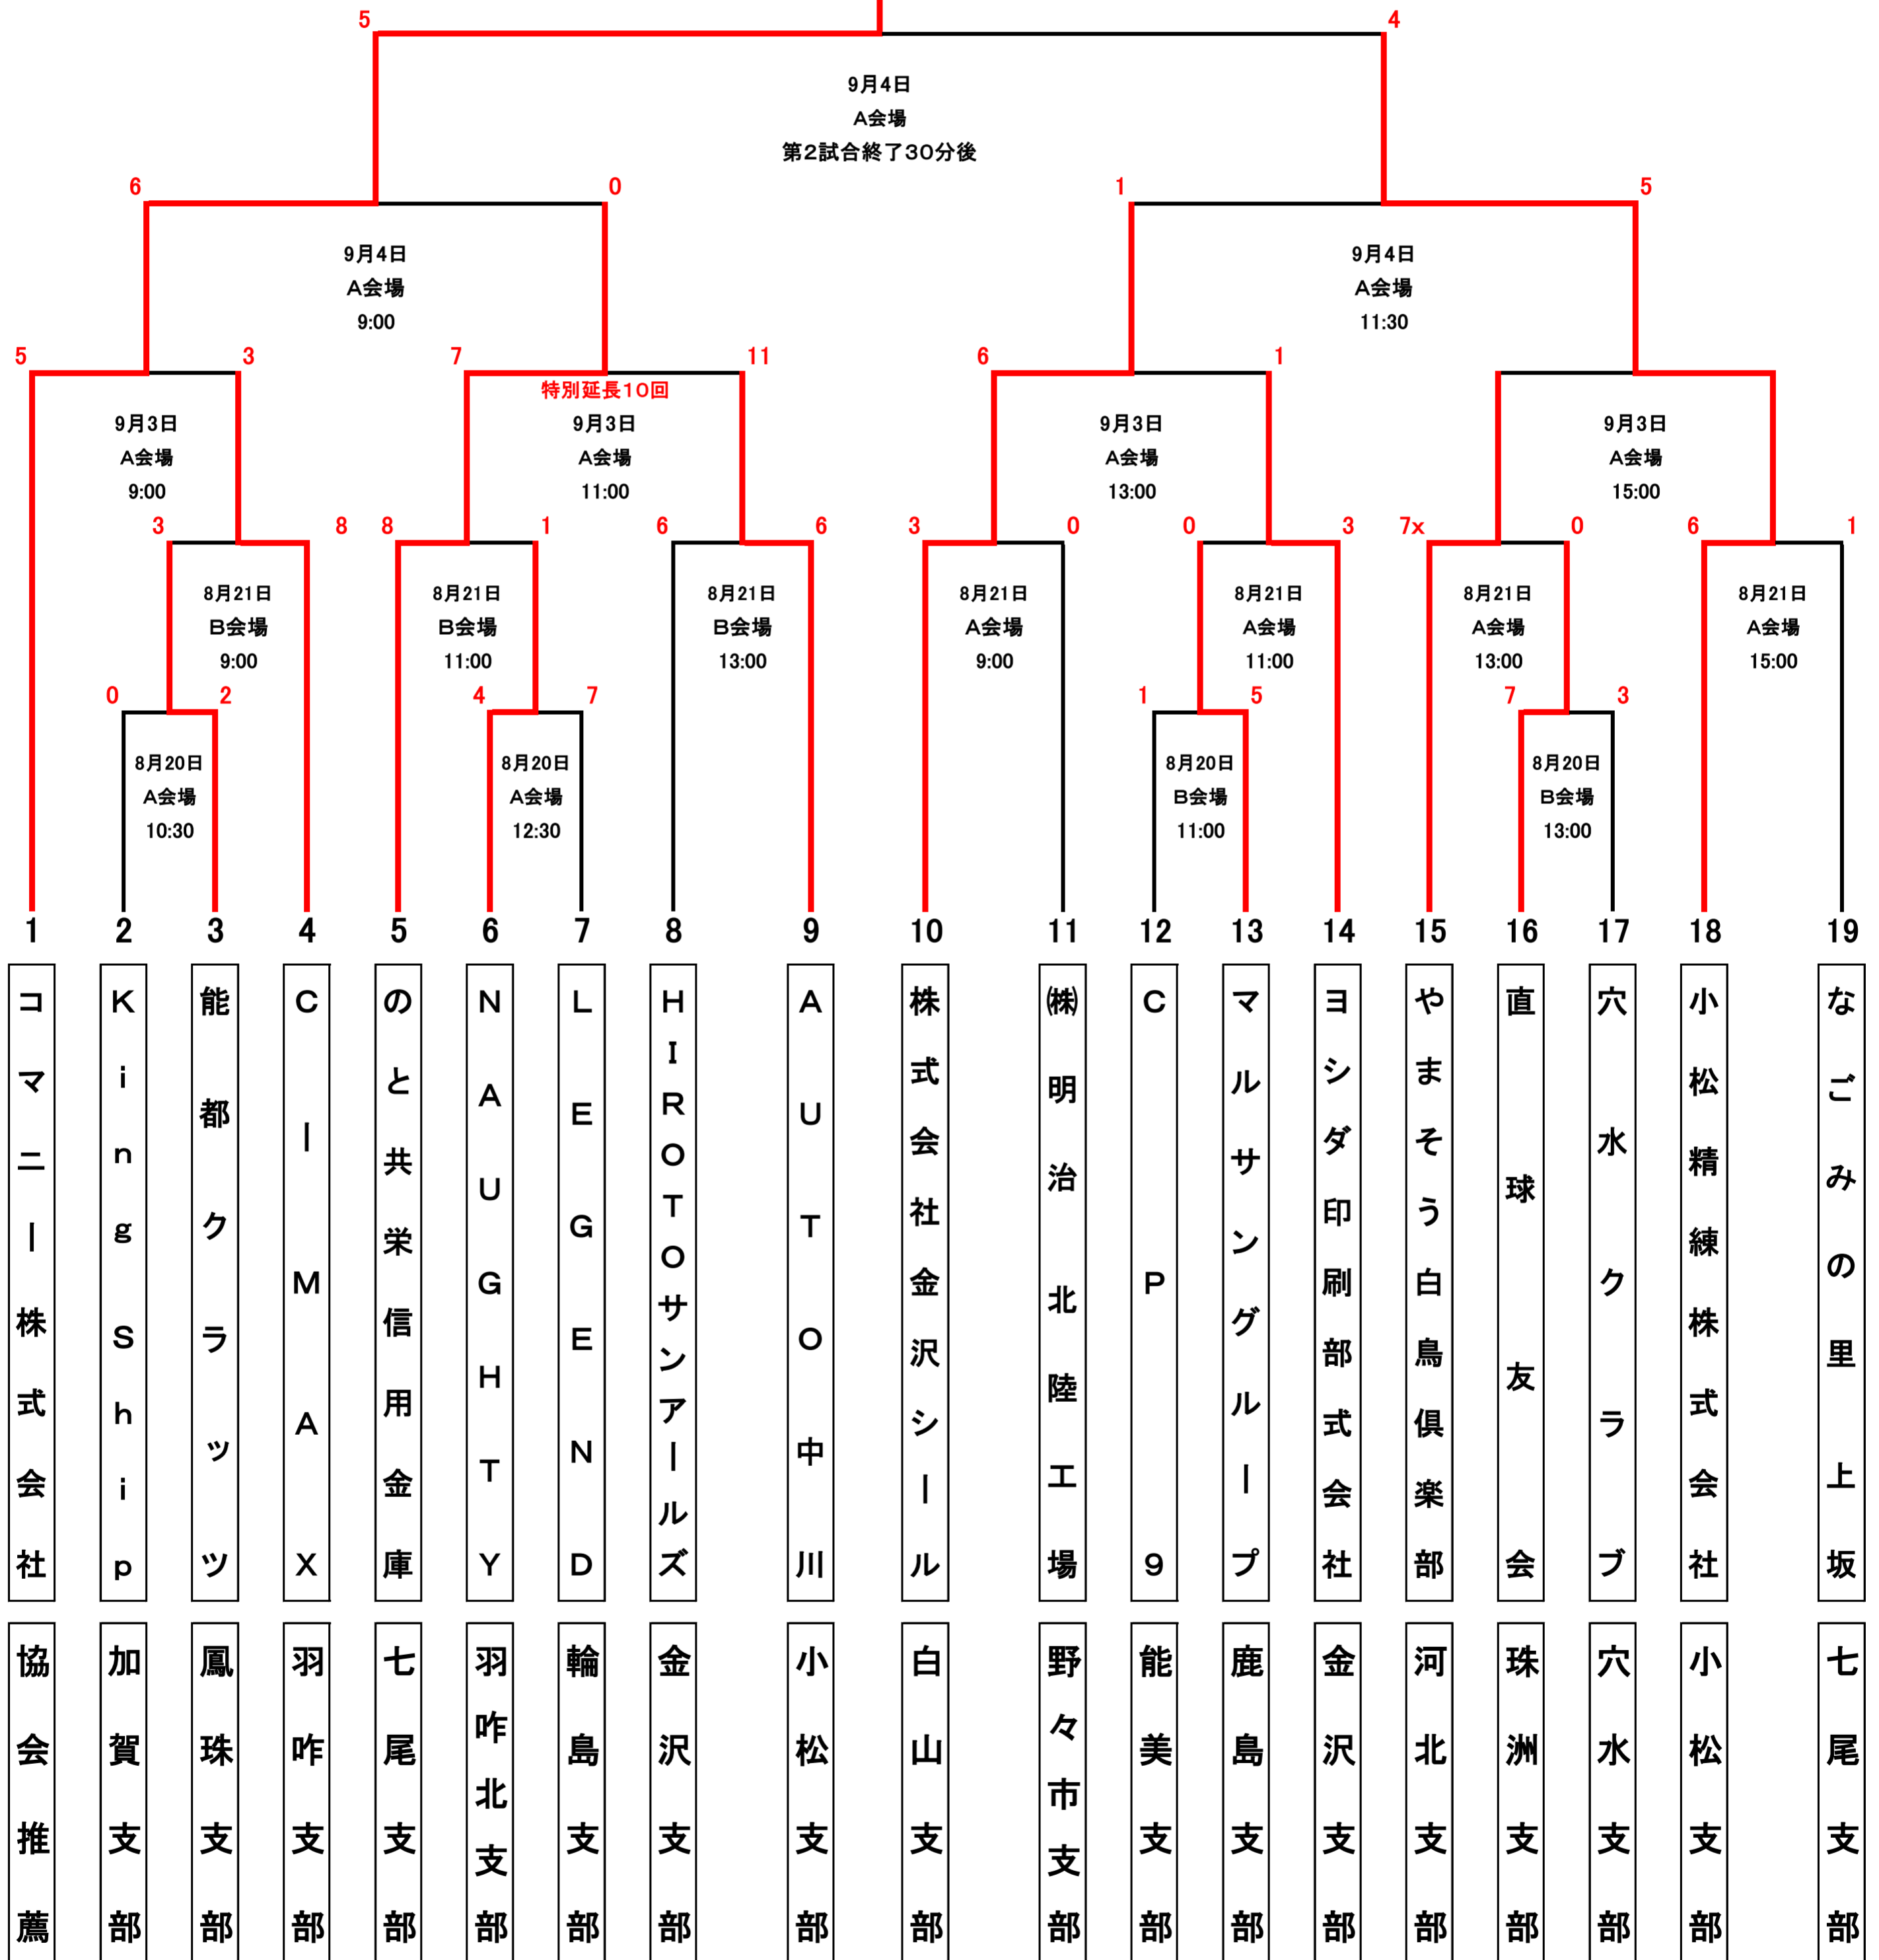 5 4
9月4日
A会場
第2試合終了30分後
6 0 1 5
9月4日 9月4日
A会場 A会場
9:00 11:30
5 3 7 11 6 1
特別延長10回
9月3日 9月3日 9月3日 9月3日
A会場 A会場 A会場 A会場
9:00 11:00 13:00 15:00
3 8 8 1 6 6 3 0 0 3 7x 0 6 1
8月21日 8月21日 8月21日 8月21日 8月21日 8月21日 8月21日
B会場 B会場 B会場 A会場 A会場 A会場 A会場
9:00 11:00 13:00 9:00 11:00 13:00 15:00
0 2 4 7 1 5 7 3
8月20日 8月20日 8月20日 8月20日
A会場 A会場 B会場 B会場
10:30 12:30 11:00 13:00
1 2 3 4 5 6 7 8 9 10 11 12 13 14 15 16 17 18 19
コマニー株式会社
KingShip
能都クラッツ
CーMAX
のと共栄信用金庫
NAUGHTY
LEGEND
HIROTOサンアールズ
AUTO中川
株式会社金沢シール
㈱明治 北陸工場
CP9
マルサングループ
ヨシダ印刷部式会社
やまそう白鳥倶楽部
直球友会
穴水クラブ
小松精練株式会社
なごみの里上坂
協会推薦
加賀支部
鳳珠支部
羽咋支部
七尾支部
羽咋北支部
輪島支部
金沢支部
小松支部
白山支部
野々市支部
能美支部
鹿島支部
金沢支部
河北支部
珠洲支部
穴水支部
小松支部
七尾支部